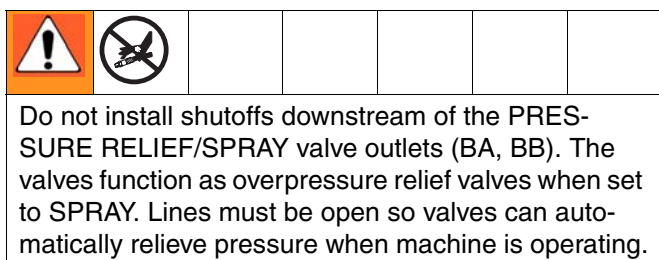 Do not install shutoffs downstream of the PRES-
SURE RELIEF/SPRAY valve outlets (BA, BB). The
valves function as overpressure relief valves when set
to SPRAY. Lines must be open so valves can auto-
matically relieve pressure when machine is operating.